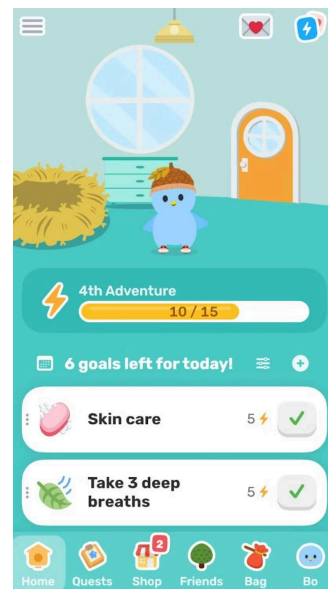 4th Adventure
10 / 15
6 goals left for today!
Skin care
5
Take 3 deep
breaths
5
2
Home
Quests
Shop
Friends
Bag
Bo